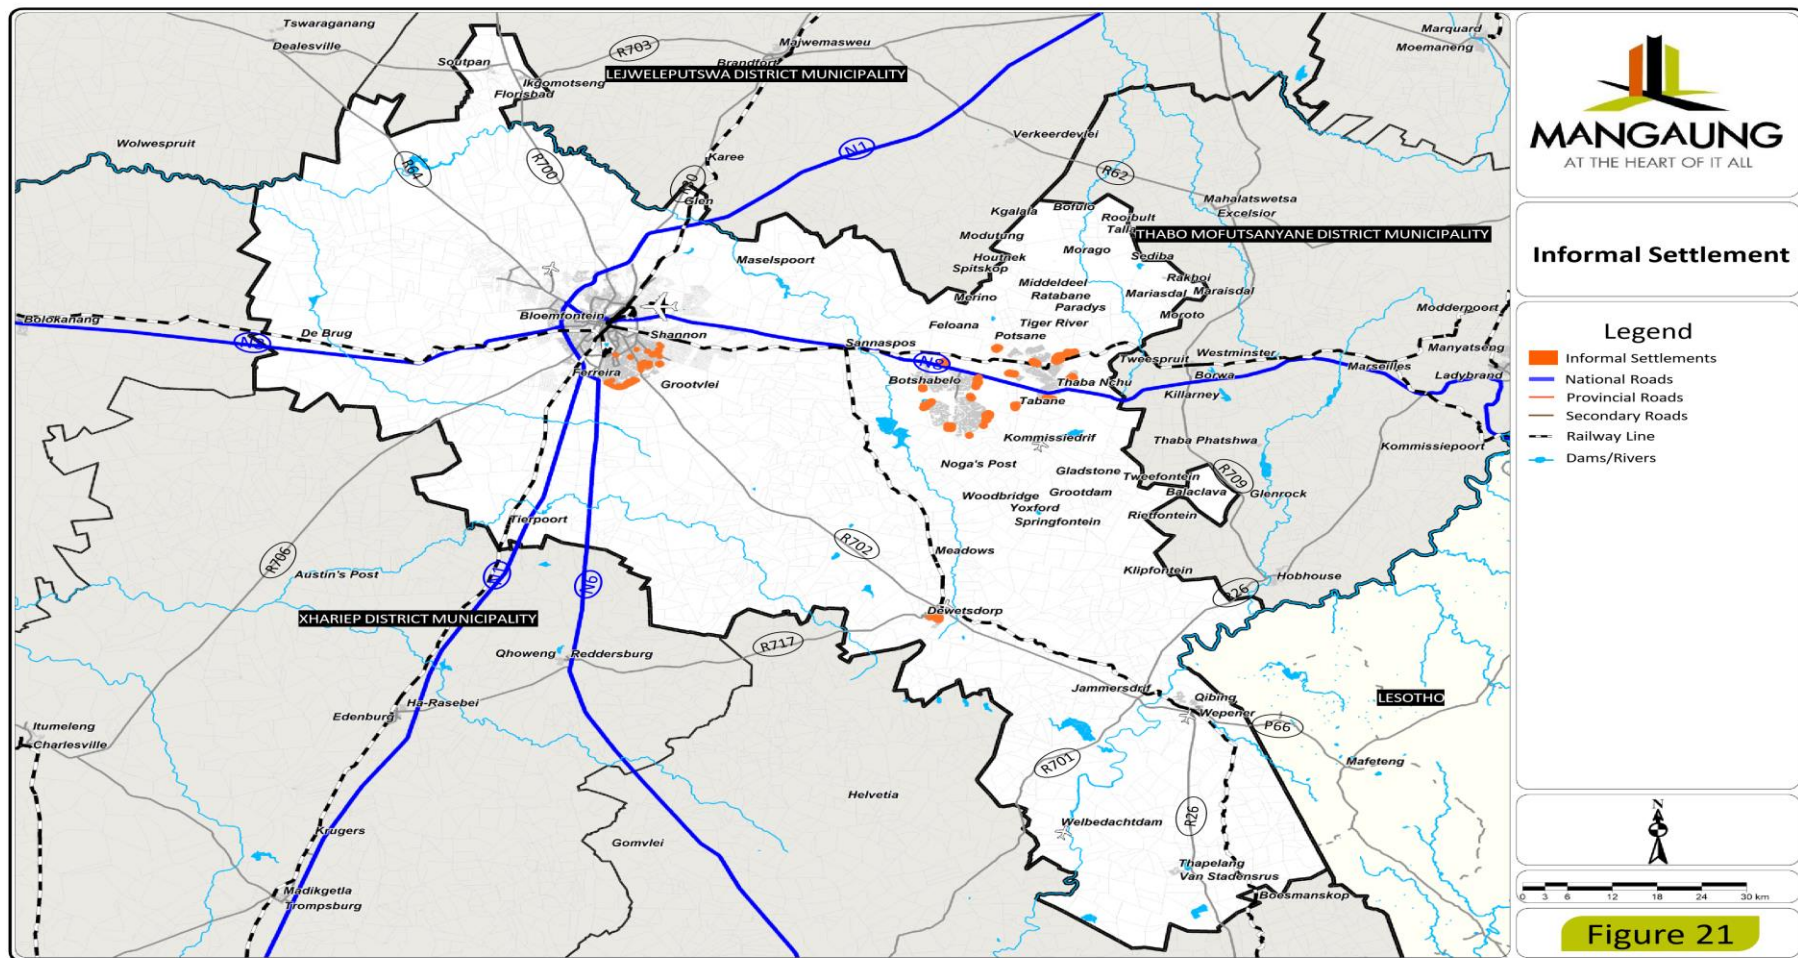 Tswaraganang
Dealesville
Soutpan
R703
Majwemasweu
Brandfort
LEJWELEPUTSWA DISTRICT MUNICIPALITY
Ikgomotseng
Florisbad
Marquard
Moemaneng
Wolwespruit
R64
R700
Karee
N1
Verkeerdevlei
R62
Glen
Kgalala
Bofulo
Rooibult
Talla
Mahalatswetsa
Excelsior
THABO MOFUTSANYANE DISTRICT MUNICIPALITY
Modutung
Houtnek
Spitskop
Morago
Sediba
Maselspoort
Rakhoi
Middeldeel
Ratabane
Mariasdal
Maraisdal
Merino
Paradys
Moroto
Modderpoort
Bolokanang
Bloemfontein
Feloana
Tiger River
Potsane
De Brug
Shannon
Sannaspos
N8
N8
Tweespruit
Westminster
Manyatseng
Marseilles
Ladybrand
Ferreira
Grootvlei
Botshabelo
Thaba Nchu
Borwa
Killarney
Tabane
Kommissiedrif
Thaba Phatshwa
Kommissiepoort
Noga's Post
Gladstone
Tweefontein
R709
Woodbridge
Grootdam
Balaclava
Glenrock
Yoxford
Springfontein
Rietfontein
Tierpoort
R702
Meadows
R706
Austin's Post
N1
N6
Klipfontein
Hobhouse
R26
XHARIEP DISTRICT MUNICIPALITY
Dewetsdorp
Qhoweng
Reddersburg
R717
Jammersdrif
Qibing
Wepener
LESOTHO
Ha-Rasebei
Edenburg
P66
Itumeleng
Charlesville
R701
Mafeteng
Helvetia
Krugers
Gomvlei
Welbedachtdam
R26
Thapelang
Van Stadensrus
Madikgetla
Trompsburg
Boesmanskop
MANGAUNG
AT THE HEART OF IT ALL
Informal Settlement
Legend
Informal Settlements
National Roads
Provincial Roads
Secondary Roads
Railway Line
Dams/Rivers
N
0 3 6 12 18 24 30 km
Figure 21